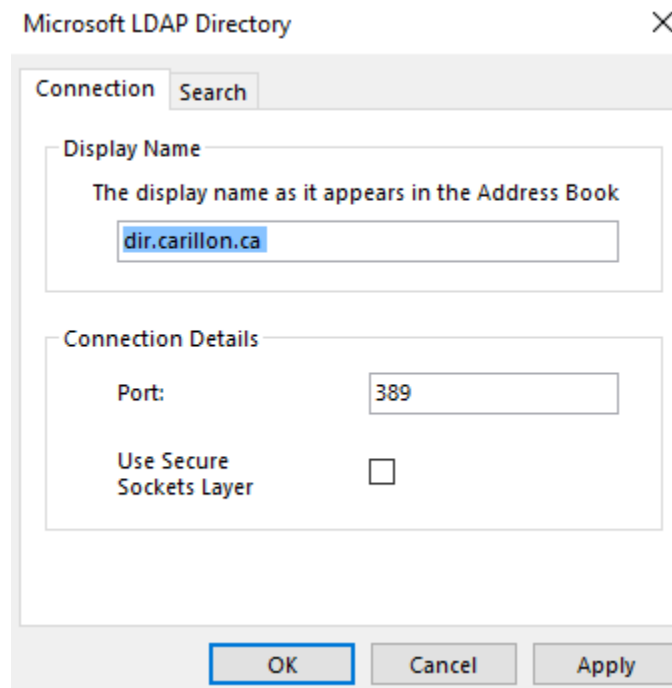 Microsoft LDAP Directory
Connection
Search
Display Name
The display name as it appears in the Address Book
dir.carillon.ca
Connection Details
Port:
389
Use Secure
Sockets Layer
OK
Cancel
Apply